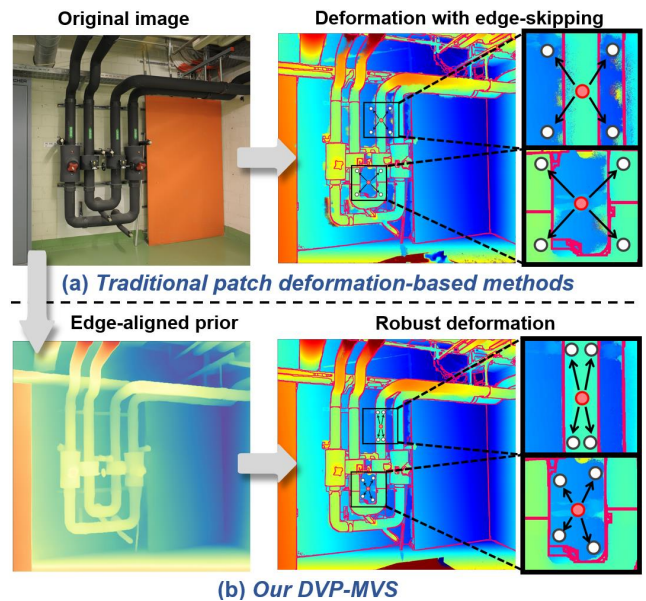 Original image
Deformation with edge-skipping
(a) Traditional patch deformation-based methods
Edge-aligned prior
Robust deformation
(b) Our DVP-MVS